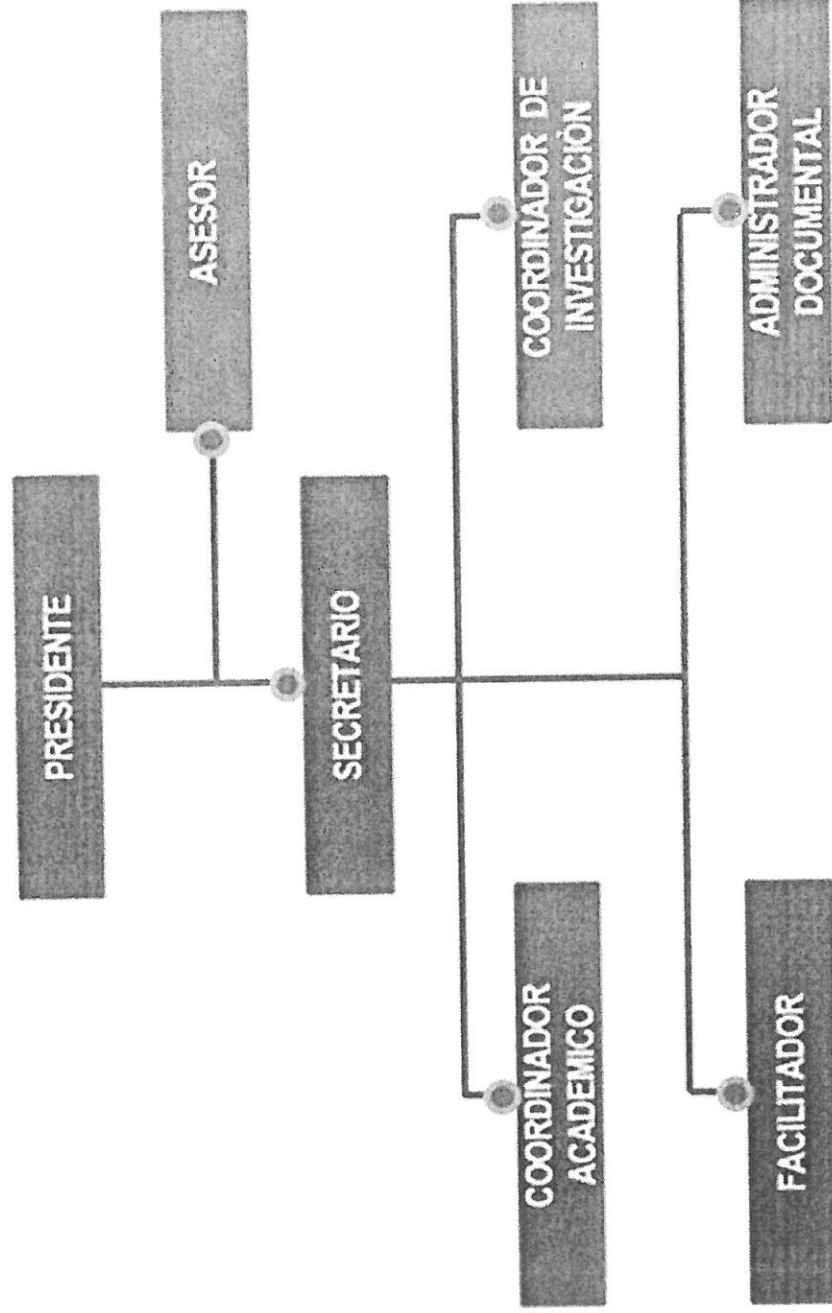 PRESIDENTE
ASESOR
SECRETARIO
COORDINADOR
ACADEMICO
COORDINADOR DE
INVESTIGACIÓN
FACILITADOR
ADMINISTRADOR
DOCUMENTAL